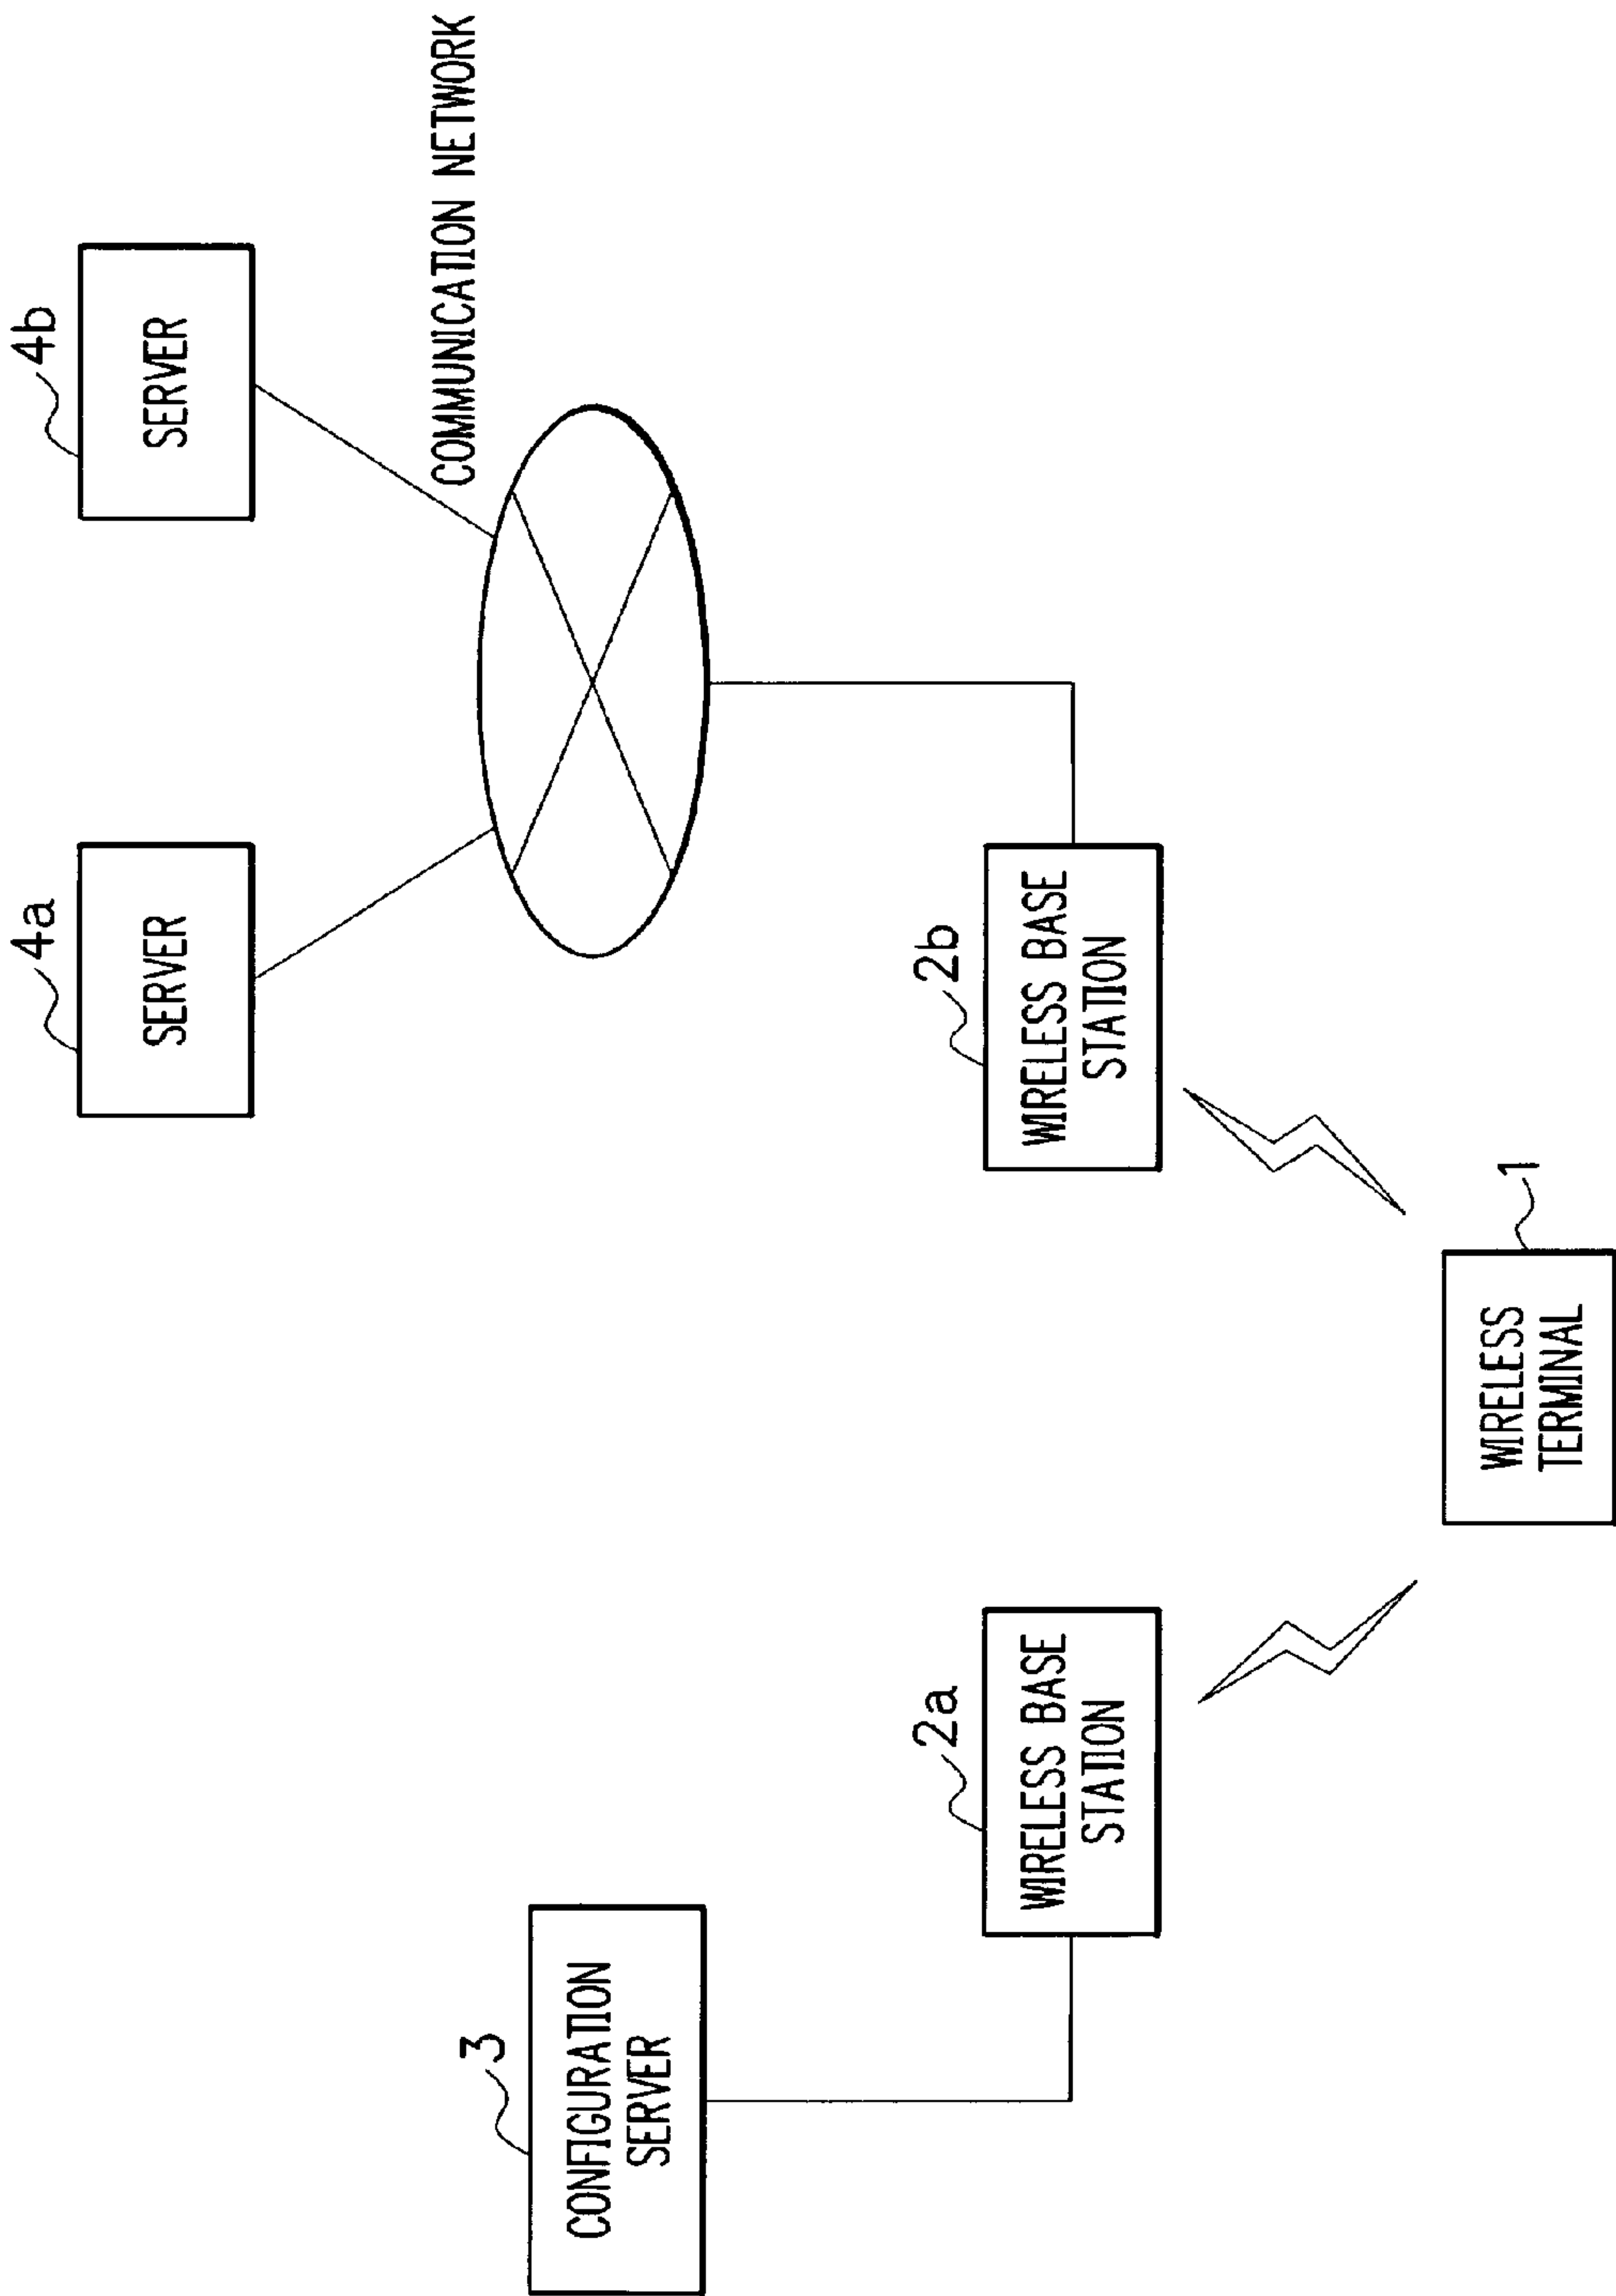 4a
SERVER
4b
SERVER
COMMUNICATION NETWORK
3
CONFIGURATION
SERVER
2a
WIRELESS BASE
STATION
2b
WIRELESS BASE
STATION
1
WIRELESS
TERMINAL